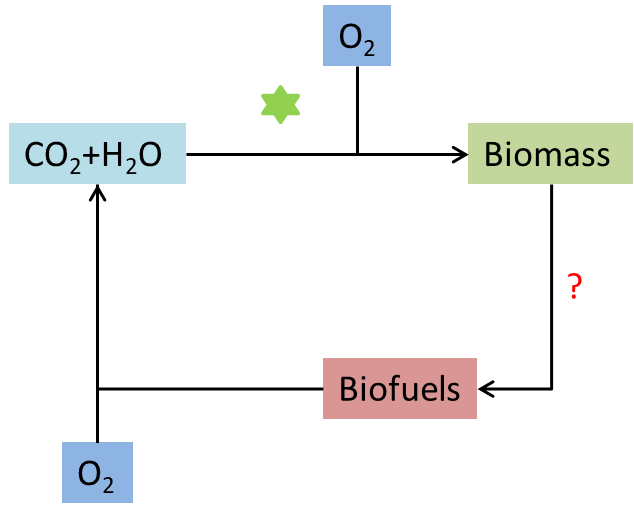 O₂
CO₂+H₂O
Biomass
?
Biofuels
O₂